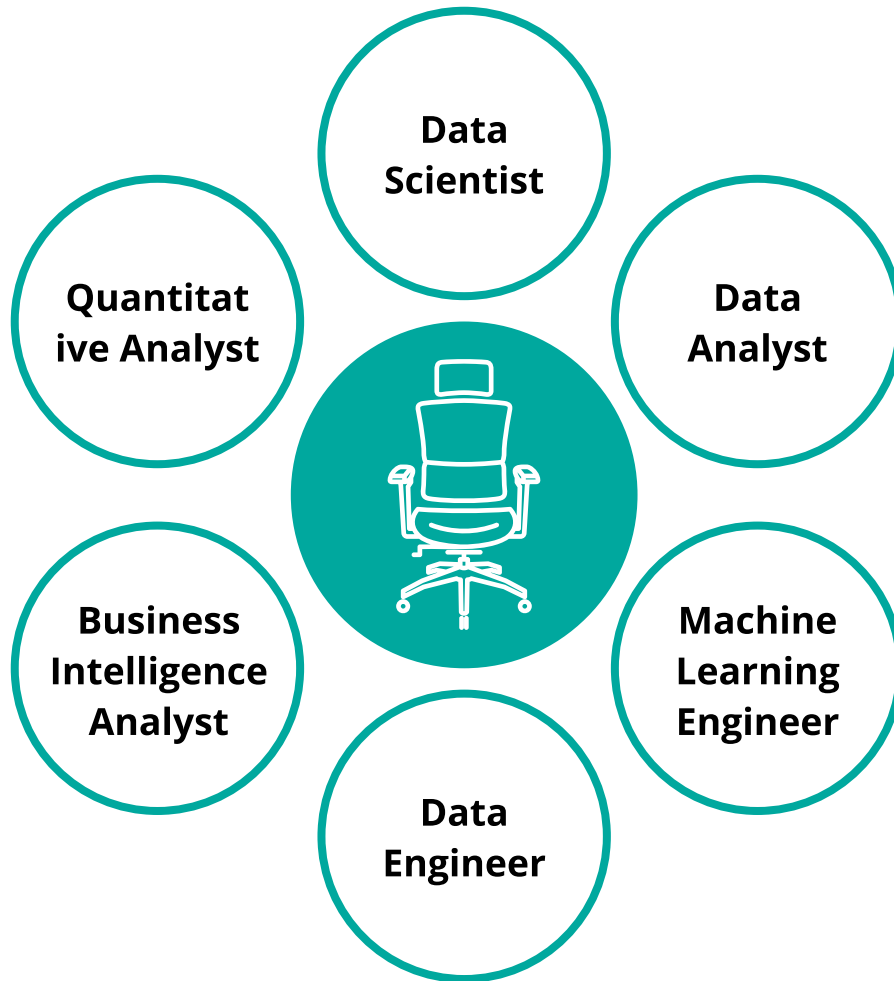 Data
Scientist
Quantitat
ive Analyst
Data
Analyst
Business
Intelligence
Analyst
Machine
Learning
Engineer
Data
Engineer